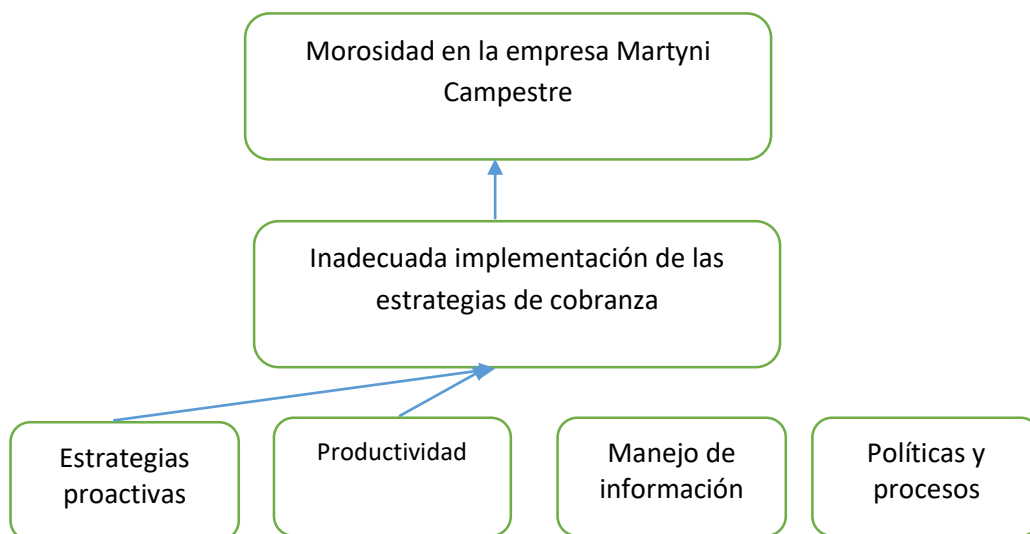 Morosidad en la empresa Martyni
Campestre
Inadecuada implementación de las
estrategias de cobranza
Estrategias
proactivas
Productividad
Manejo de
información
Políticas y
procesos